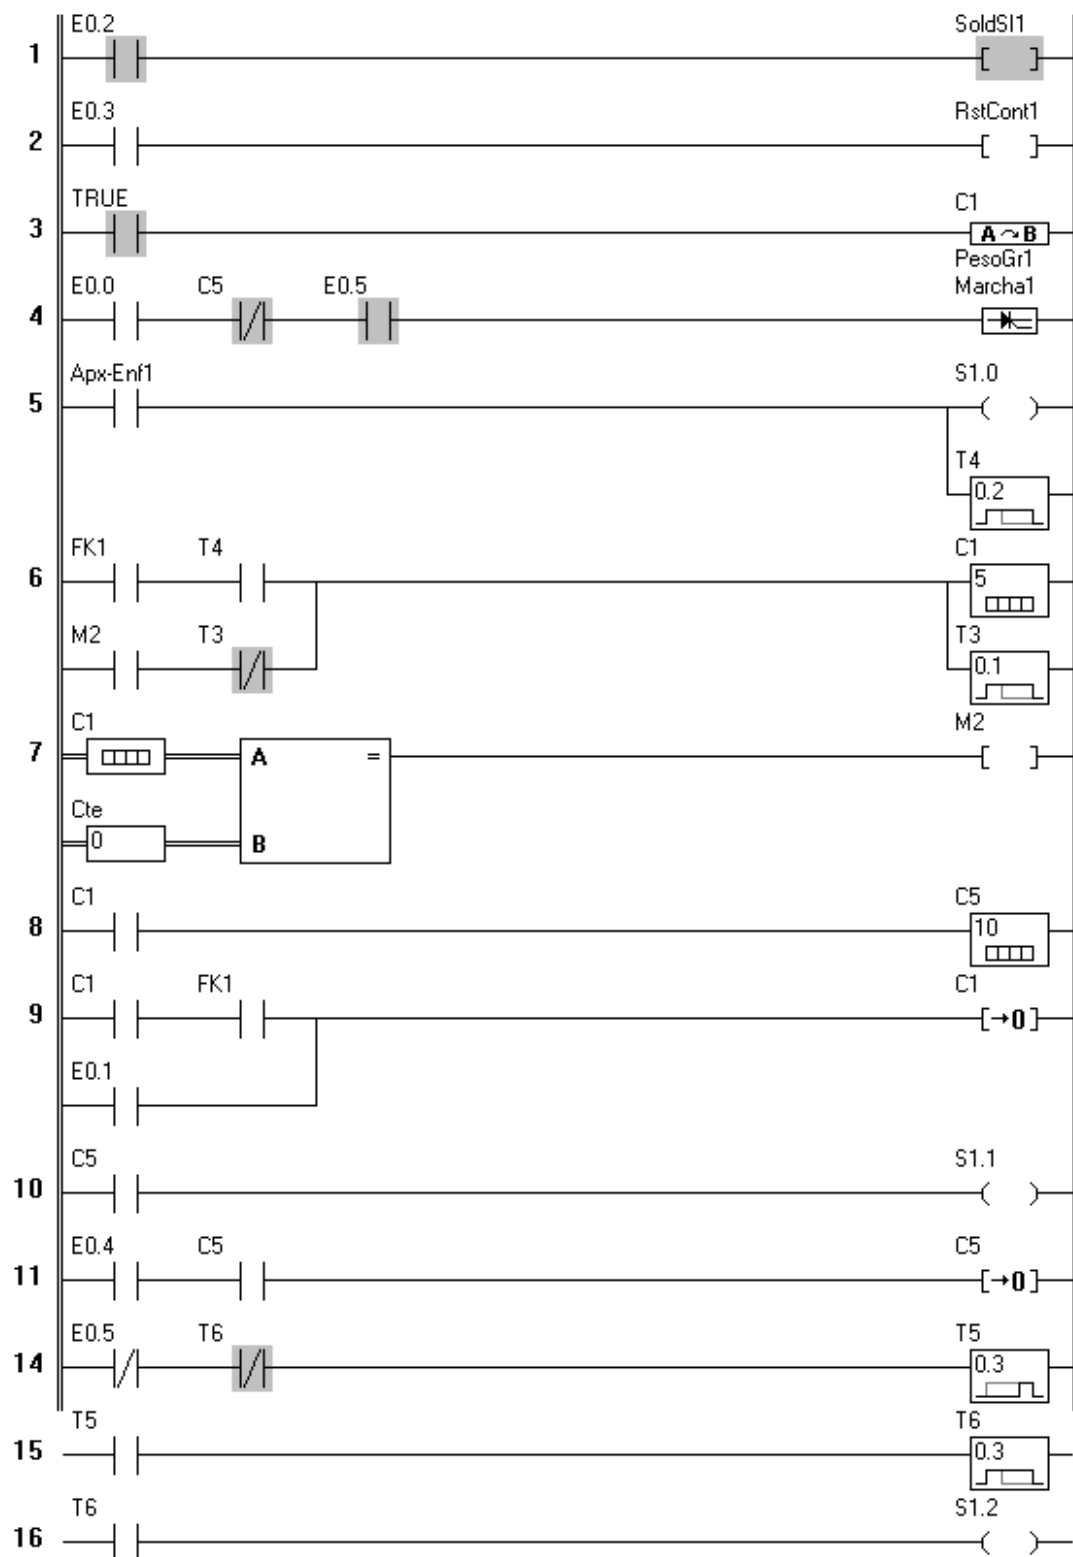 E0.2 SoldSI1
1
E0.3 RstCont1
2
TRUE C1
3 A B
PesoGr1
E0.0 C5 E0.5 Marcha1
4
Apx-Enf1 S1.0
5
T4
0.2
FK1 T4 C1
6 5
M2 T3 T3
0.1
C1 M2
7 A =
Cte
0 B
C1 C5
8 10
C1 FK1 C1
9 [→0]
E0.1
C5 S1.1
10
E0.4 C5 C5
11 [→0]
E0.5 T6 T5
14 0.3
T5 T6
15 0.3
T6 S1.2
16